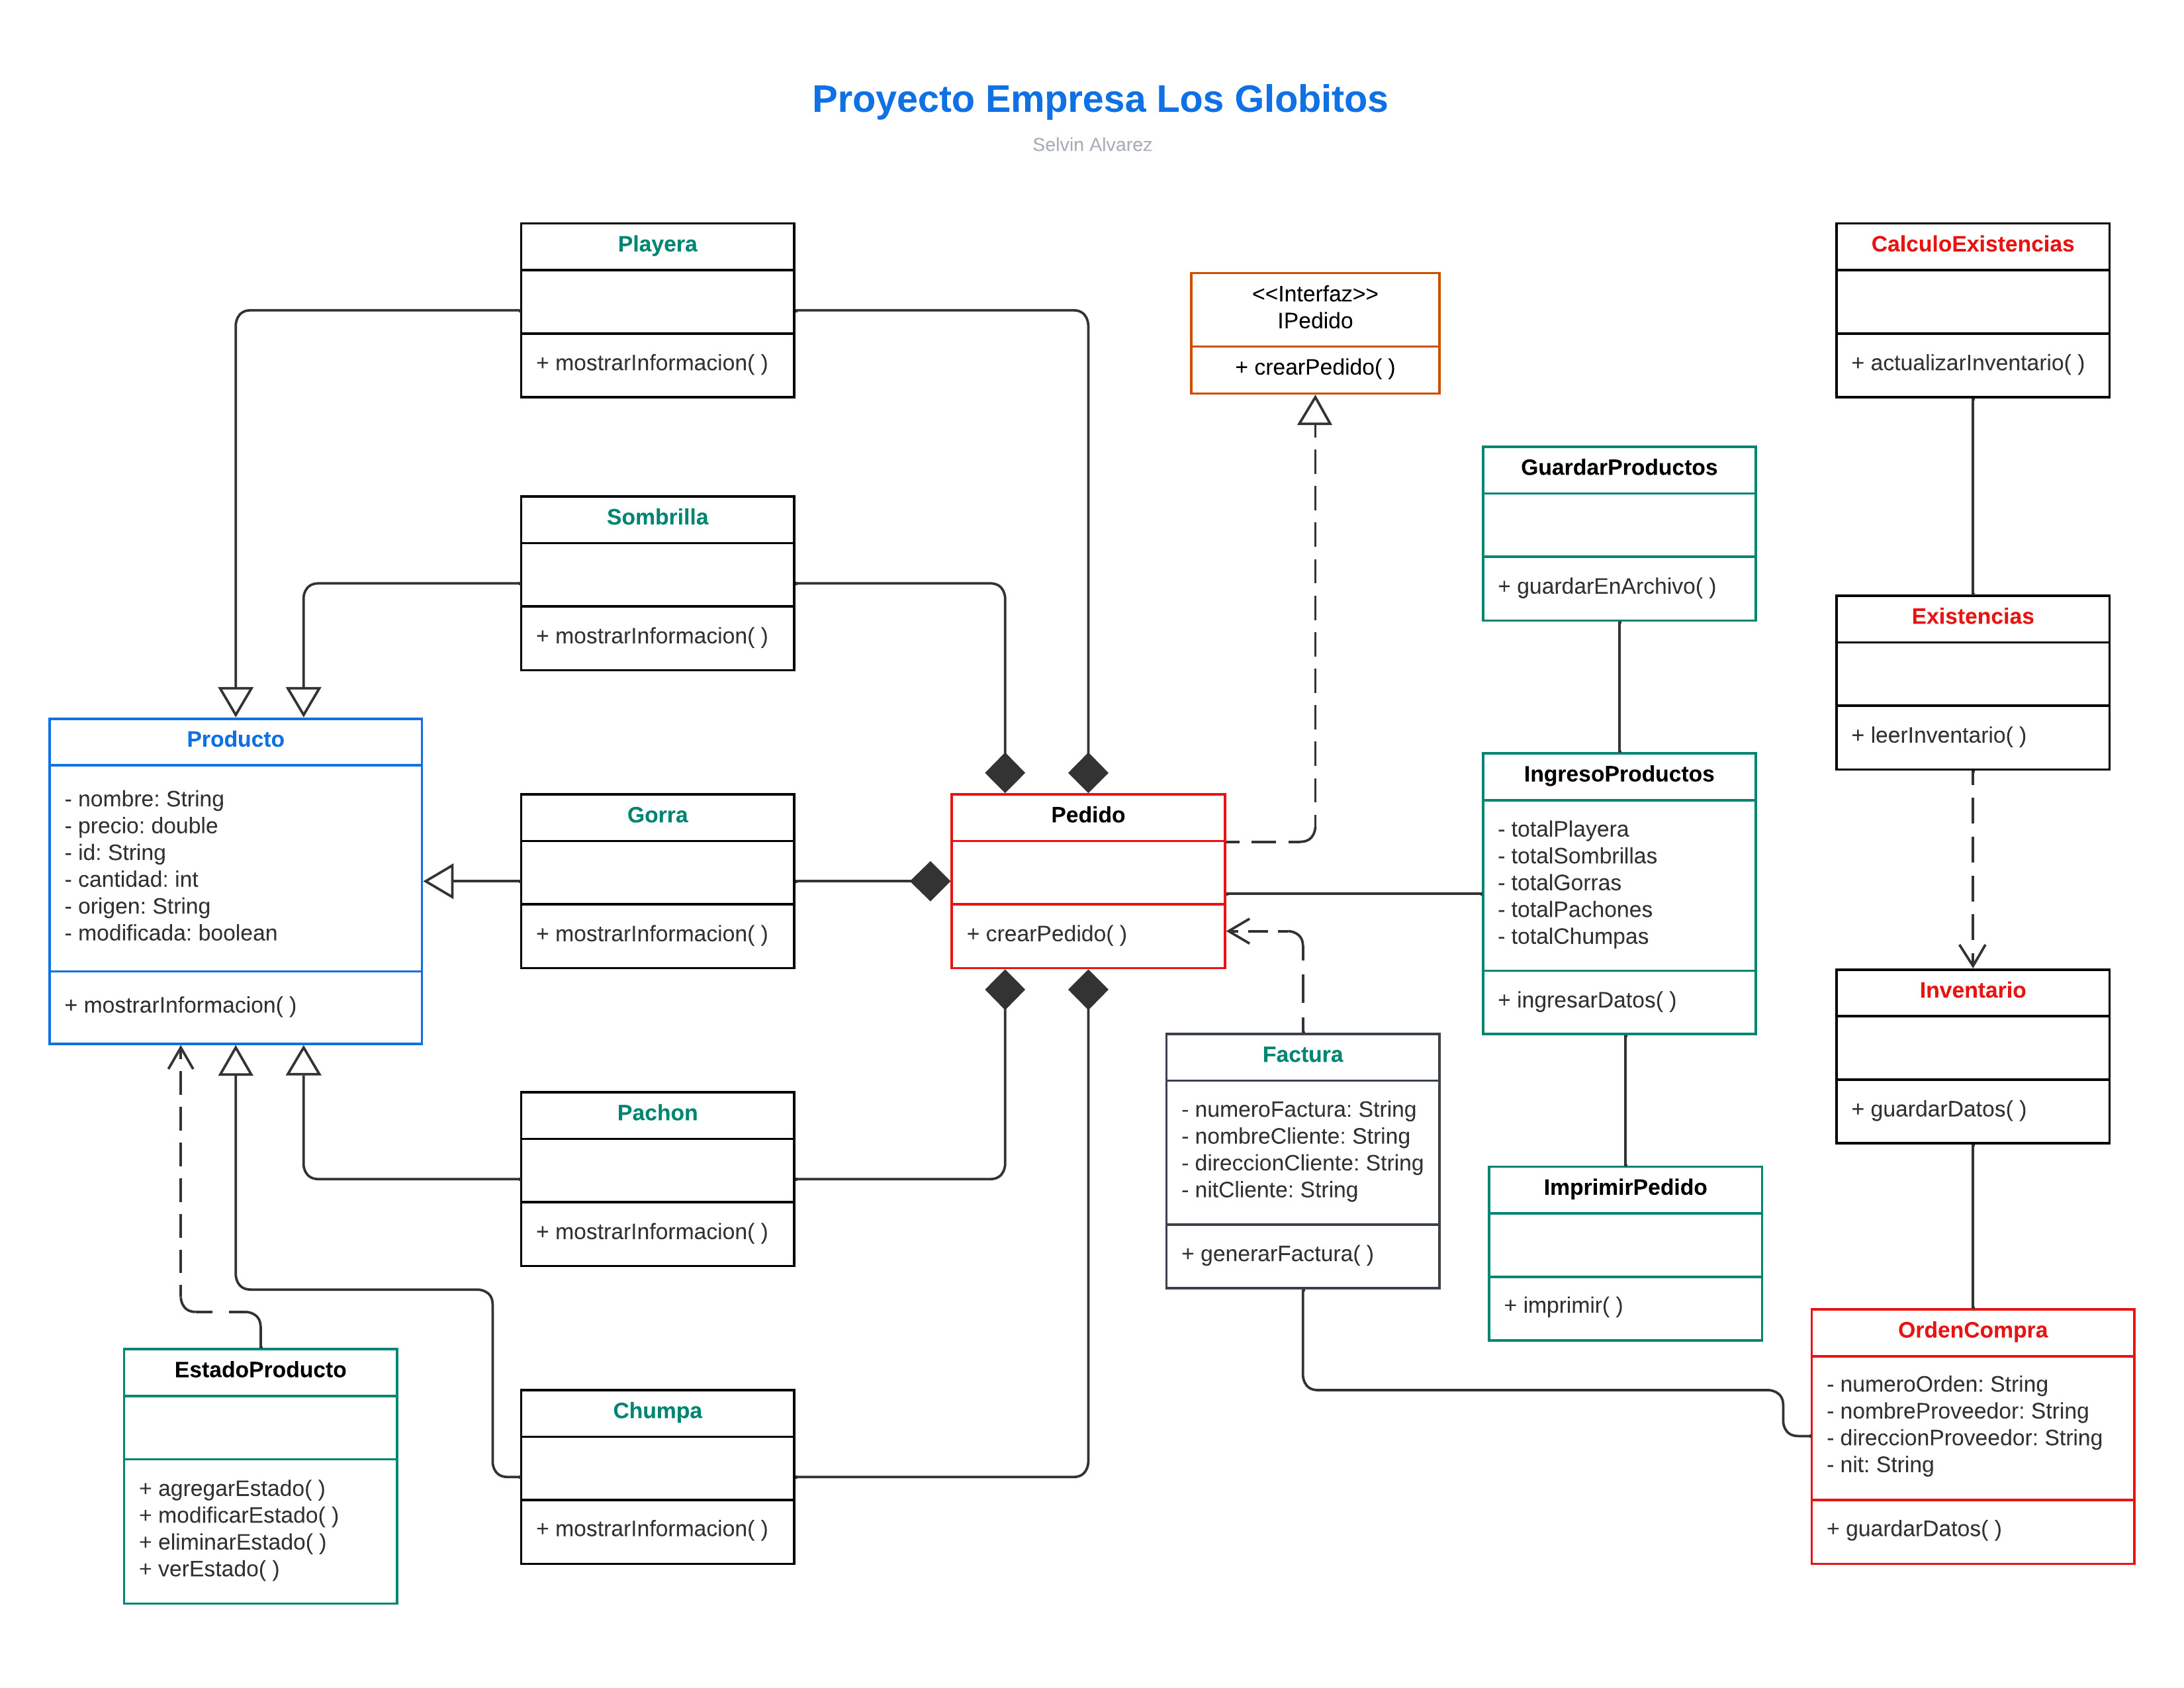 Proyecto Empresa Los Globitos
Selvin Alvarez
Playera
+ mostrarInformacion( )
Sombrilla
+ mostrarInformacion( )
Producto
- nombre: String
- precio: double
- id: String
- cantidad: int
- origen: String
- modificada: boolean
+ mostrarInformacion( )
Gorra
+ mostrarInformacion( )
Pachon
+ mostrarInformacion( )
EstadoProducto
+ agregarEstado( )
+ modificarEstado( )
+ eliminarEstado( )
+ verEstado( )
Chumpa
+ mostrarInformacion( )
<<Interfaz>>
IPedido
+ crearPedido( )
Pedido
+ crearPedido( )
Factura
- numeroFactura: String
- nombreCliente: String
- direccionCliente: String
- nitCliente: String
+ generarFactura( )
GuardarProductos
+ guardarEnArchivo( )
IngresoProductos
- totalPlayera
- totalSombrillas
- totalGorras
- totalPachones
- totalChumpas
+ ingresarDatos( )
ImprimirPedido
+ imprimir( )
CalculoExistencias
+ actualizarInventario( )
Existencias
+ leerInventario( )
Inventario
+ guardarDatos( )
OrdenCompra
- numeroOrden: String
- nombreProveedor: String
- direccionProveedor: String
- nit: String
+ guardarDatos( )